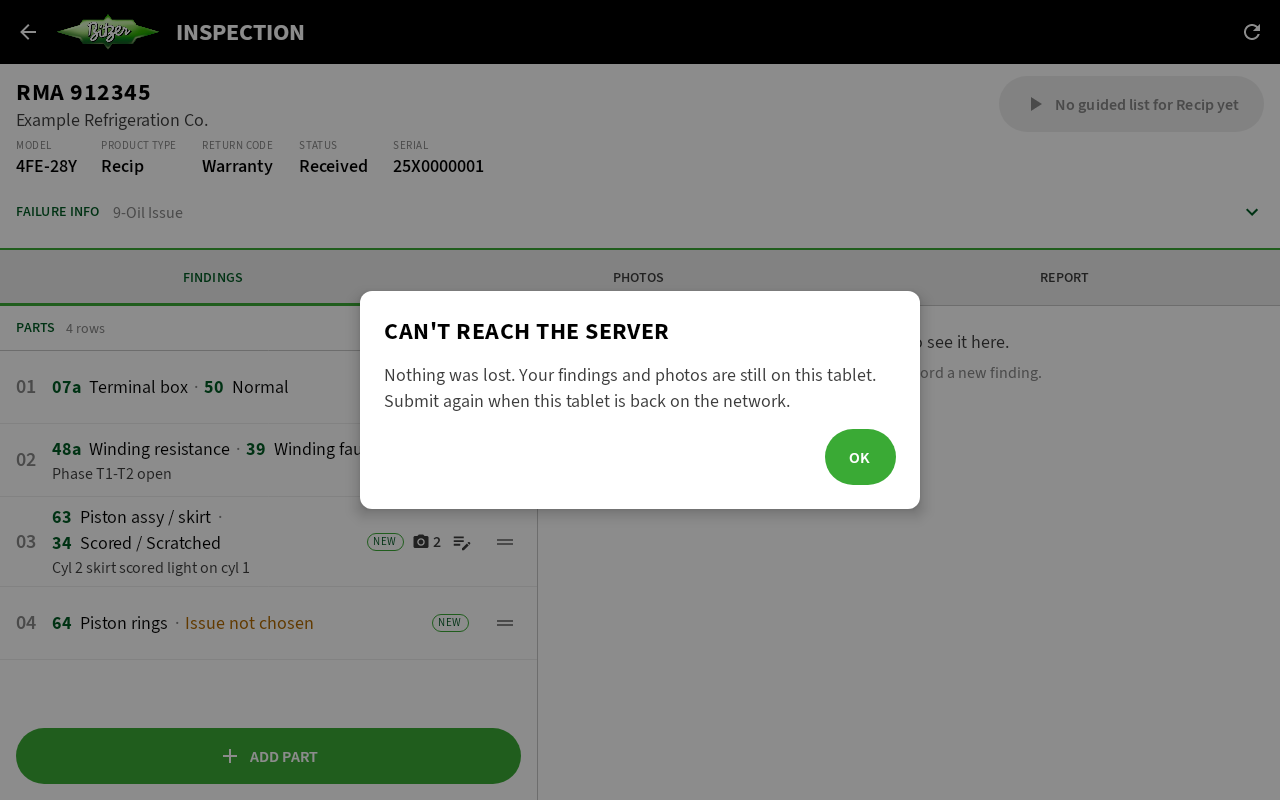 Bitzer
INSPECTION
RMA 912345
Example Refrigeration Co.
No guided list for Recip yet
MODEL
4FE-28Y
PRODUCT TYPE
Recip
RETURN CODE
Warranty
STATUS
Received
SERIAL
25X0000001
FAILURE INFO 9-Oil Issue
FINDINGS
PHOTOS
REPORT
PARTS 4 rows
01 07a Terminal box · 50 Normal
02 48a Winding resistance · 39 Winding fau
Phase T1-T2 open
03 63 Piston assy / skirt ·
34 Scored / Scratched
Cyl 2 skirt scored light on cyl 1
NEW 2
04 64 Piston rings · Issue not chosen
NEW
ADD PART
see it here.
ord a new finding.
CAN'T REACH THE SERVER
Nothing was lost. Your findings and photos are still on this tablet.
Submit again when this tablet is back on the network.
OK